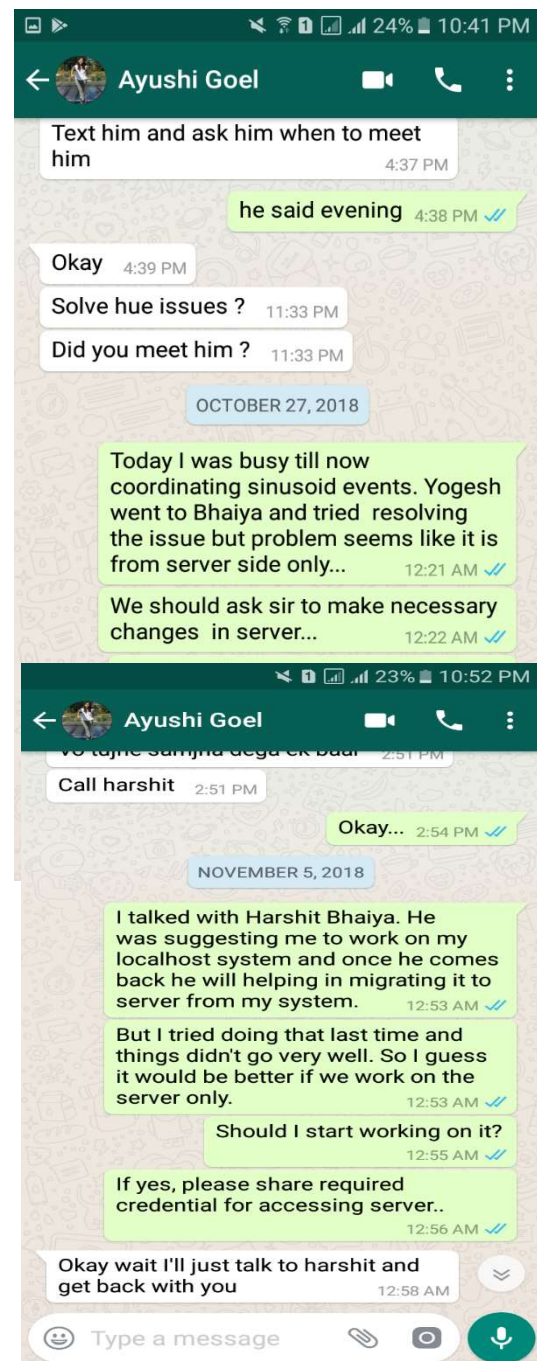 24% 10:41 PM
Ayushi Goel
Text him and ask him when to meet
him
4:37 PM
he said evening 4:38 PM
Okay 4:39 PM
Solve hue issues ? 11:33 PM
Did you meet him ? 11:33 PM
OCTOBER 27, 2018
Today I was busy till now
coordinating sinusoid events. Yogesh
went to Bhaiya and tried resolving
the issue but problem seems like it is
from server side only... 12:21 AM
We should ask sir to make necessary
changes in server... 12:22 AM
1 23% 10:52 PM
Ayushi Goel
Vo tujhe samjha dega ek baar 2:51 PM
Call harshit 2:51 PM
Okay... 2:54 PM
NOVEMBER 5, 2018
I talked with Harshit Bhaiya. He
was suggesting me to work on my
localhost system and once he comes
back he will helping in migrating it to
server from my system. 12:53 AM
But I tried doing that last time and
things didn't go very well. So I guess
it would be better if we work on the
server only. 12:53 AM
Should I start working on it?
12:55 AM
If yes, please share required
credential for accessing server..
12:56 AM
Okay wait I'll just talk to harshit and
get back with you 12:58 AM
Type a message